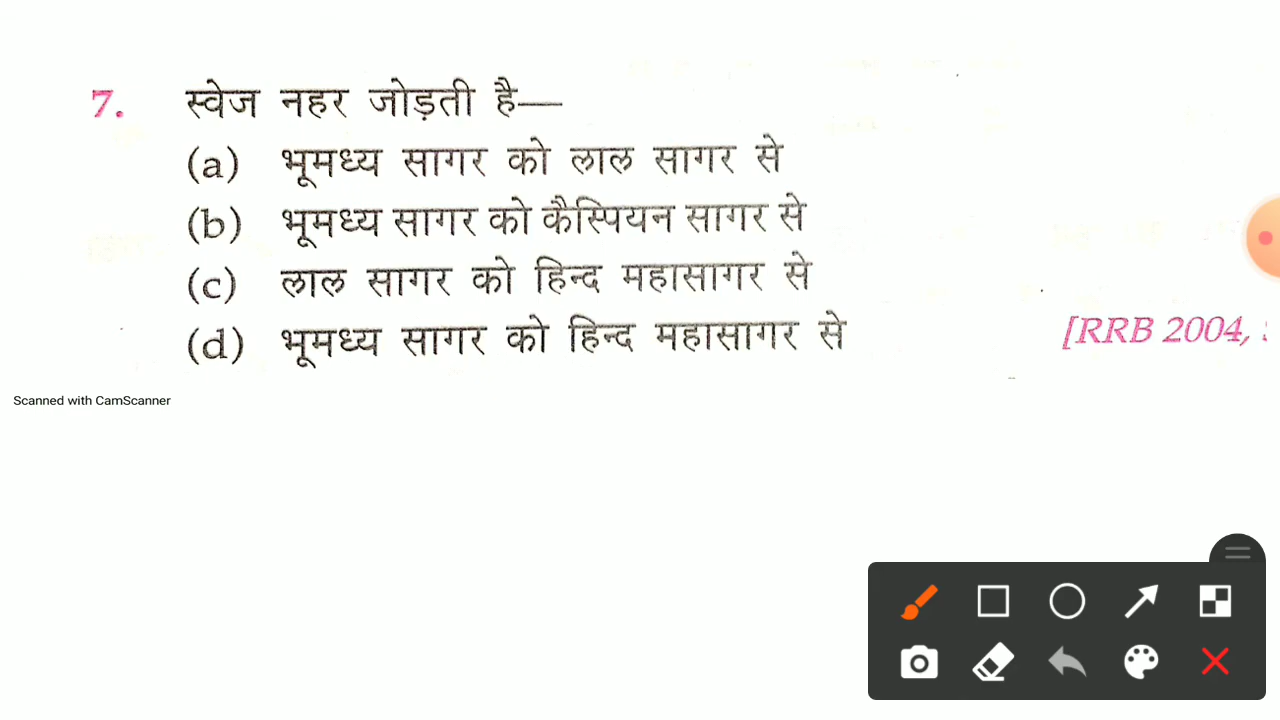 7. स्वेज नहर जोड़ती है—
(a) भूमध्य सागर को लाल सागर से
(b) भूमध्य सागर को कैस्पियन सागर से
(c) लाल सागर को हिन्द महासागर से
(d) भूमध्य सागर को हिन्द महासागर से
[RRB 2004,
Scanned with CamScanner